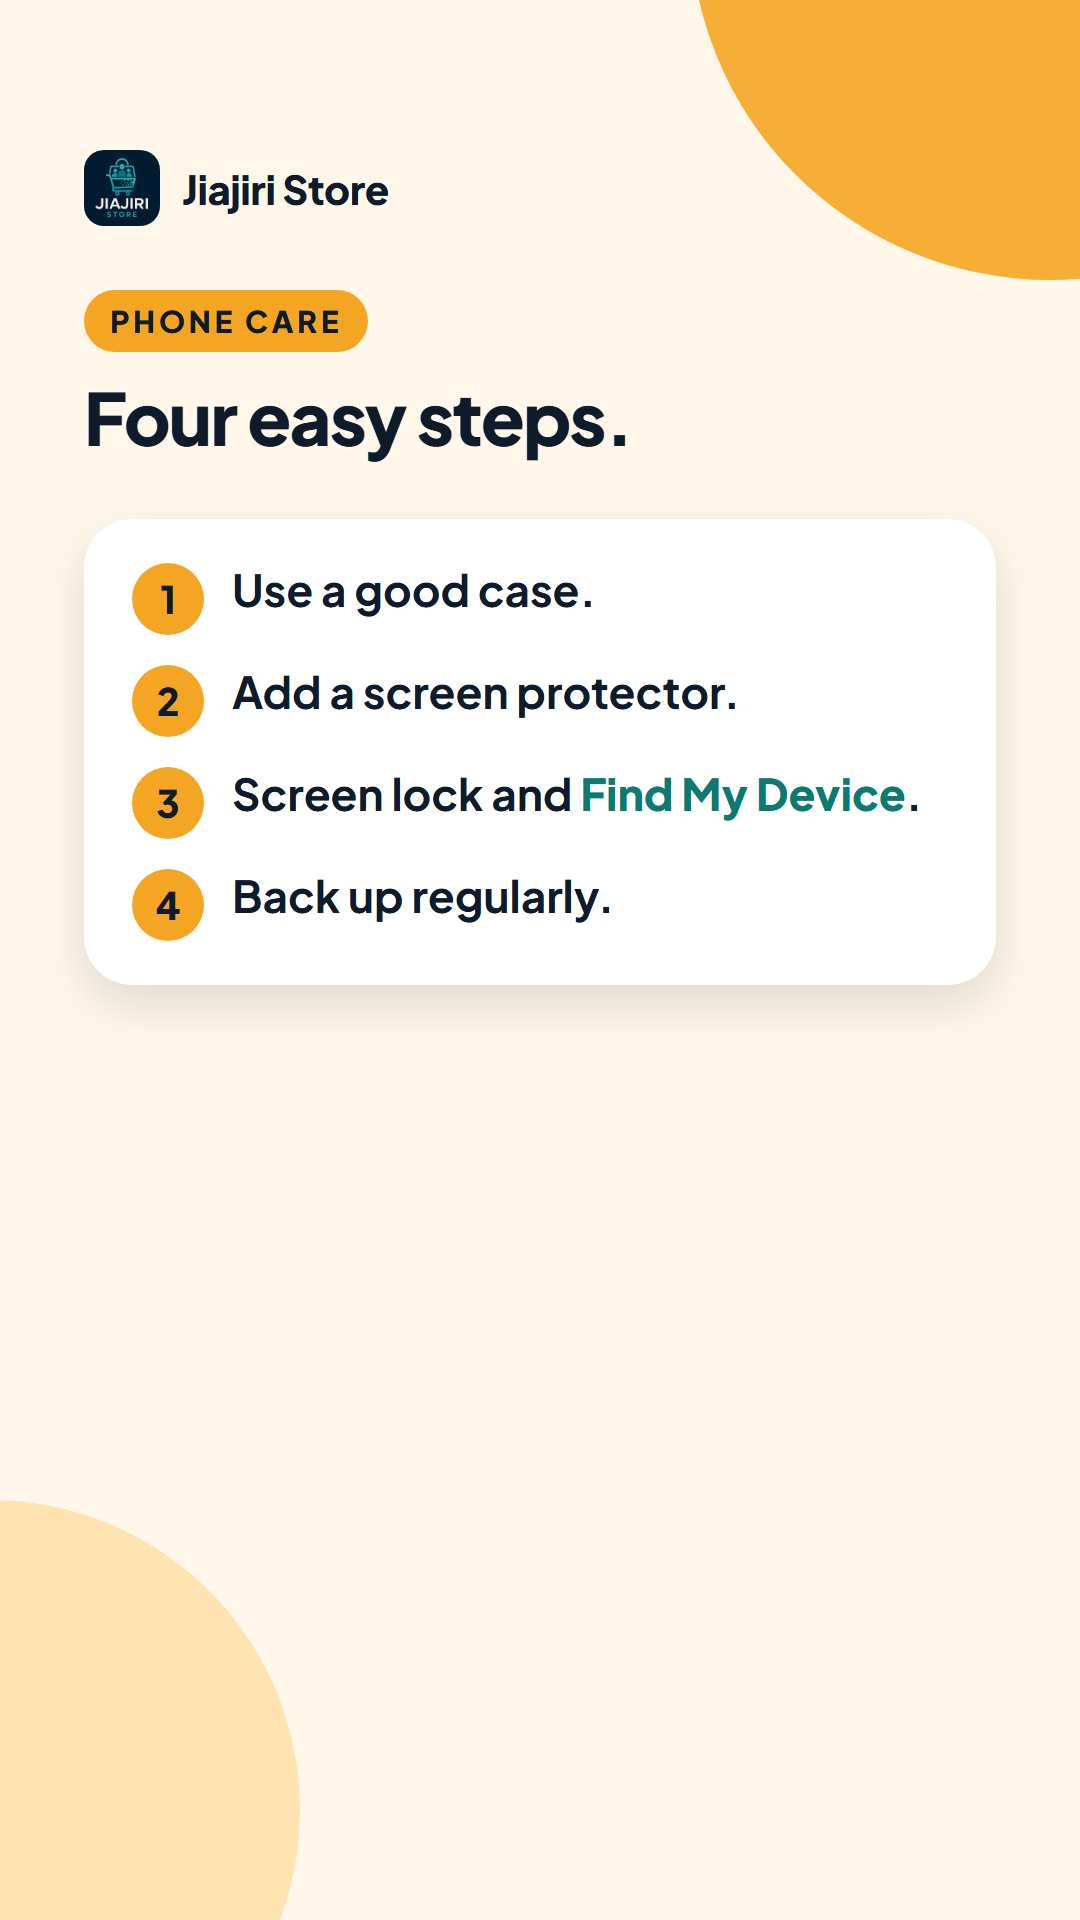 JIAJIRI
STORE
Jiajiri Store
PHONE CARE
Four easy steps.
1 Use a good case.
2 Add a screen protector.
3 Screen lock and Find My Device.
4 Back up regularly.